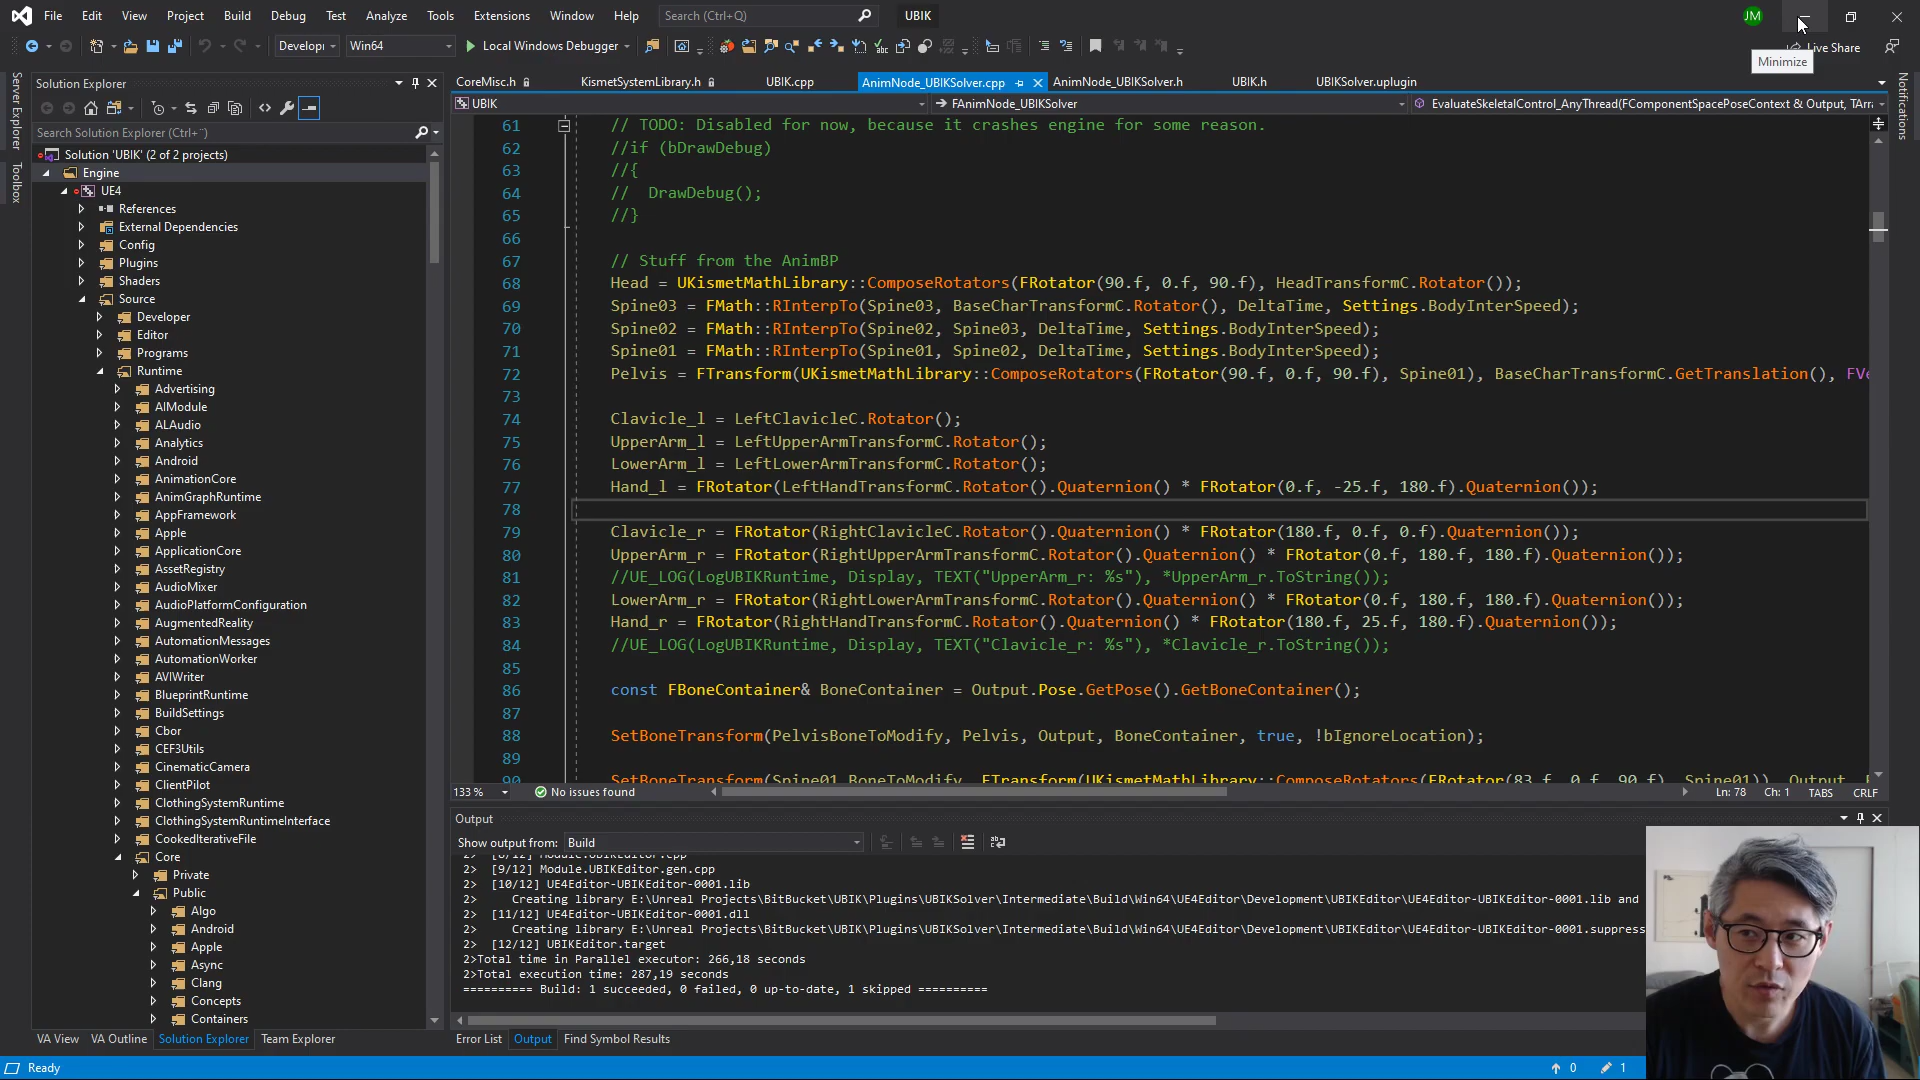 File Edit View Project Build Debug Test Analyze Tools Extensions Window Help Search (Ctrl+Q) UBIK JM
Develop Win64 Local Windows Debugger Live Share
Minimize
Server Explorer
Toolbox
Notifications
Solution Explorer
Search Solution Explorer (Ctrl+¨)
Solution 'UBIK' (2 of 2 projects)
Engine
UE4
References
External Dependencies
Config
Plugins
Shaders
Source
Developer
Editor
Programs
Runtime
Advertising
AIModule
ALAudio
Analytics
Android
AnimationCore
AnimGraphRuntime
AppFramework
Apple
ApplicationCore
AssetRegistry
AudioMixer
AudioPlatformConfiguration
AugmentedReality
AutomationMessages
AutomationWorker
AVIWriter
BlueprintRuntime
BuildSettings
Cbor
CEF3Utils
CinematicCamera
ClientPilot
ClothingSystemRuntime
ClothingSystemRuntimeInterface
CookedIterativeFile
Core
Private
Public
Algo
Android
Apple
Async
Clang
Concepts
Containers
VA View VA Outline Solution Explorer Team Explorer
CoreMisc.h KismetSystemLibrary.h UBIK.cpp AnimNode_UBIKSolver.cpp AnimNode_UBIKSolver.h UBIK.h UBIKSolver.uplugin
UBIK FAnimNode_UBIKSolver EvaluateSkeletalControl_AnyThread(FComponentSpacePoseContext & Output, TArra
61 // TODO: Disabled for now, because it crashes engine for some reason.
62 //if (bDrawDebug)
63 //{
64 // DrawDebug();
65 //}
66
67 // Stuff from the AnimBP
68 Head = UKismetMathLibrary::ComposeRotators(FRotator(90.f, 0.f, 90.f), HeadTransformC.Rotator());
69 Spine03 = FMath::RInterpTo(Spine03, BaseCharTransformC.Rotator(), DeltaTime, Settings.BodyInterSpeed);
70 Spine02 = FMath::RInterpTo(Spine02, Spine03, DeltaTime, Settings.BodyInterSpeed);
71 Spine01 = FMath::RInterpTo(Spine01, Spine02, DeltaTime, Settings.BodyInterSpeed);
72 Pelvis = FTransform(UKismetMathLibrary::ComposeRotators(FRotator(90.f, 0.f, 90.f), Spine01), BaseCharTransformC.GetTranslation(), FVe
73
74 Clavicle_l = LeftClavicleC.Rotator();
75 UpperArm_l = LeftUpperArmTransformC.Rotator();
76 LowerArm_l = LeftLowerArmTransformC.Rotator();
77 Hand_l = FRotator(LeftHandTransformC.Rotator().Quaternion() * FRotator(0.f, -25.f, 180.f).Quaternion());
78
79 Clavicle_r = FRotator(RightClavicleC.Rotator().Quaternion() * FRotator(180.f, 0.f, 0.f).Quaternion());
80 UpperArm_r = FRotator(RightUpperArmTransformC.Rotator().Quaternion() * FRotator(0.f, 180.f, 180.f).Quaternion());
81 //UE_LOG(LogUBIKRuntime, Display, TEXT("UpperArm_r: %s"), *UpperArm_r.ToString());
82 LowerArm_r = FRotator(RightLowerArmTransformC.Rotator().Quaternion() * FRotator(0.f, 180.f, 180.f).Quaternion());
83 Hand_r = FRotator(RightHandTransformC.Rotator().Quaternion() * FRotator(180.f, 25.f, 180.f).Quaternion());
84 //UE_LOG(LogUBIKRuntime, Display, TEXT("Clavicle_r: %s"), *Clavicle_r.ToString());
85
86 const FBoneContainer& BoneContainer = Output.Pose.GetPose().GetBoneContainer();
87
88 SetBoneTransform(PelvisBoneToModify, Pelvis, Output, BoneContainer, true, !bIgnoreLocation);
89
90 SetBoneTransform(Spine01_BoneToModify, FTransform(UKismetMathLibrary::ComposeRotators(FRotator(83.f, 0.f, 90.f), Spine01)), Output,
133 % No issues found Ln: 78 Ch: 1 TABS CRLF
Output
Show output from: Build
2> [8/12] Module.UBIKEditor.cpp
2> [9/12] Module.UBIKEditor.gen.cpp
2> [10/12] UE4Editor-UBIKEditor-0001.lib
2> Creating library E:\Unreal Projects\BitBucket\UBIK\Plugins\UBIKSolver\Intermediate\Build\Win64\UE4Editor\Development\UBIKEditor\UE4Editor-UBIKEditor-0001.lib and
2> [11/12] UE4Editor-UBIKEditor-0001.dll
2> Creating library E:\Unreal Projects\BitBucket\UBIK\Plugins\UBIKSolver\Intermediate\Build\Win64\UE4Editor\Development\UBIKEditor\UE4Editor-UBIKEditor-0001.suppress
2> [12/12] UBIKEditor.target
2>Total time in Parallel executor: 266,18 seconds
2>Total execution time: 287,19 seconds
========== Build: 1 succeeded, 0 failed, 0 up-to-date, 1 skipped ==========
Error List Output Find Symbol Results
Ready 0 1